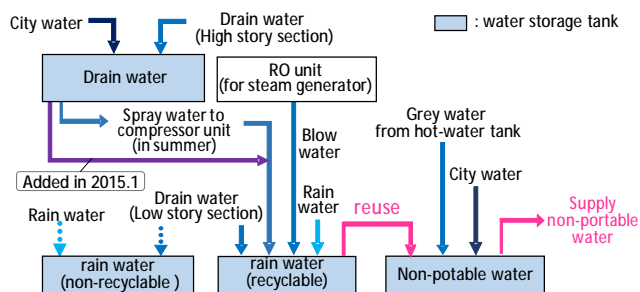 City water
Drain water
(High story section)
: water storage tank
Drain water
RO unit
(for steam generator)
Spray water to
compressor unit
(in summer)
Blow
water
Grey water
from hot-water tank
City water
Added in 2015.1
Rain water
Drain water
(Low story section)
Rain
water
reuse
Supply
non-portable
water
rain water
(non-recyclable )
rain water
(recyclable)
Non-potable water